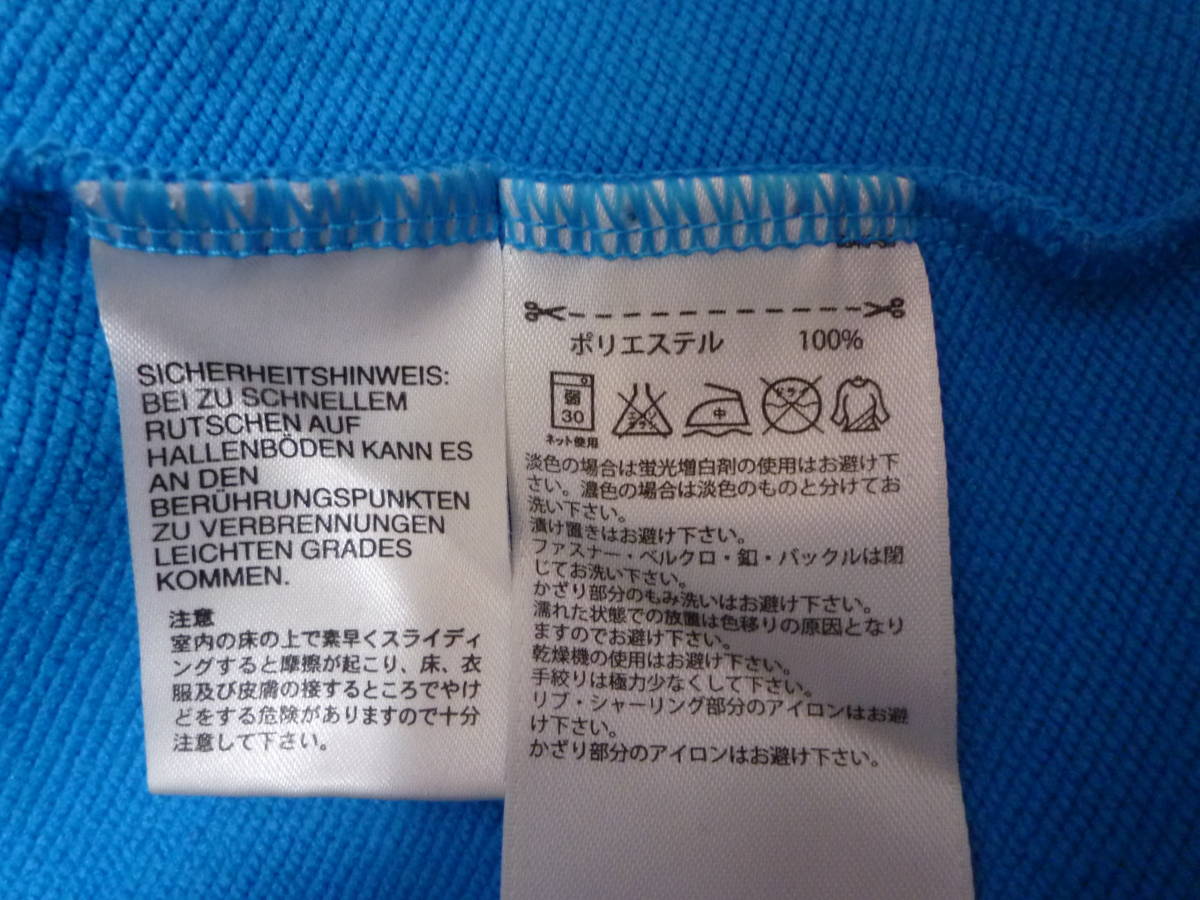 SICHERHEITSHINWEIS:
BEI ZU SCHNELLEM
RUTSCHEN AUF
HALLENBÖDEN KANN ES
AN DEN
BERÜHRUNGSPUNKTEN
ZU VERBRENNUNGEN
LEICHTEN GRADES
KOMMEN.
注意
室内の床の上で素早くスライディ
ングすると摩擦が起こり、床、衣
服及び皮膚の接するところでやけ
どをする危険がありますので十分
注意して下さい。
ポリエステル 100%
弱
30
ネット使用
エンソ
サラシ
中
ドライ
淡色の場合は蛍光増白剤の使用はお避け下
さい。濃色の場合は淡色のものと分けてお
洗い下さい。
漬け置きはお避け下さい。
ファスナー・ベルクロ・釦・バックルは閉
じてお洗い下さい。
かざり部分のもみ洗いはお避け下さい。
濡れた状態での放置は色移りの原因となり
ますのでお避け下さい。
乾燥機の使用はお避け下さい。
手絞りは極力少なくして下さい。
リブ・シャーリング部分のアイロンはお避
け下さい。
かざり部分のアイロンはお避け下さい。